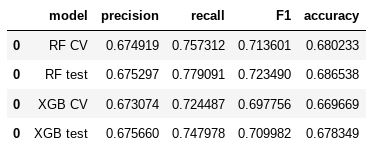 model precision recall F1 accuracy
0 RF CV 0.674919 0.757312 0.713601 0.680233
0 RF test 0.675297 0.779091 0.723490 0.686538
0 XGB CV 0.673074 0.724487 0.697756 0.669669
0 XGB test 0.675660 0.747978 0.709982 0.678349